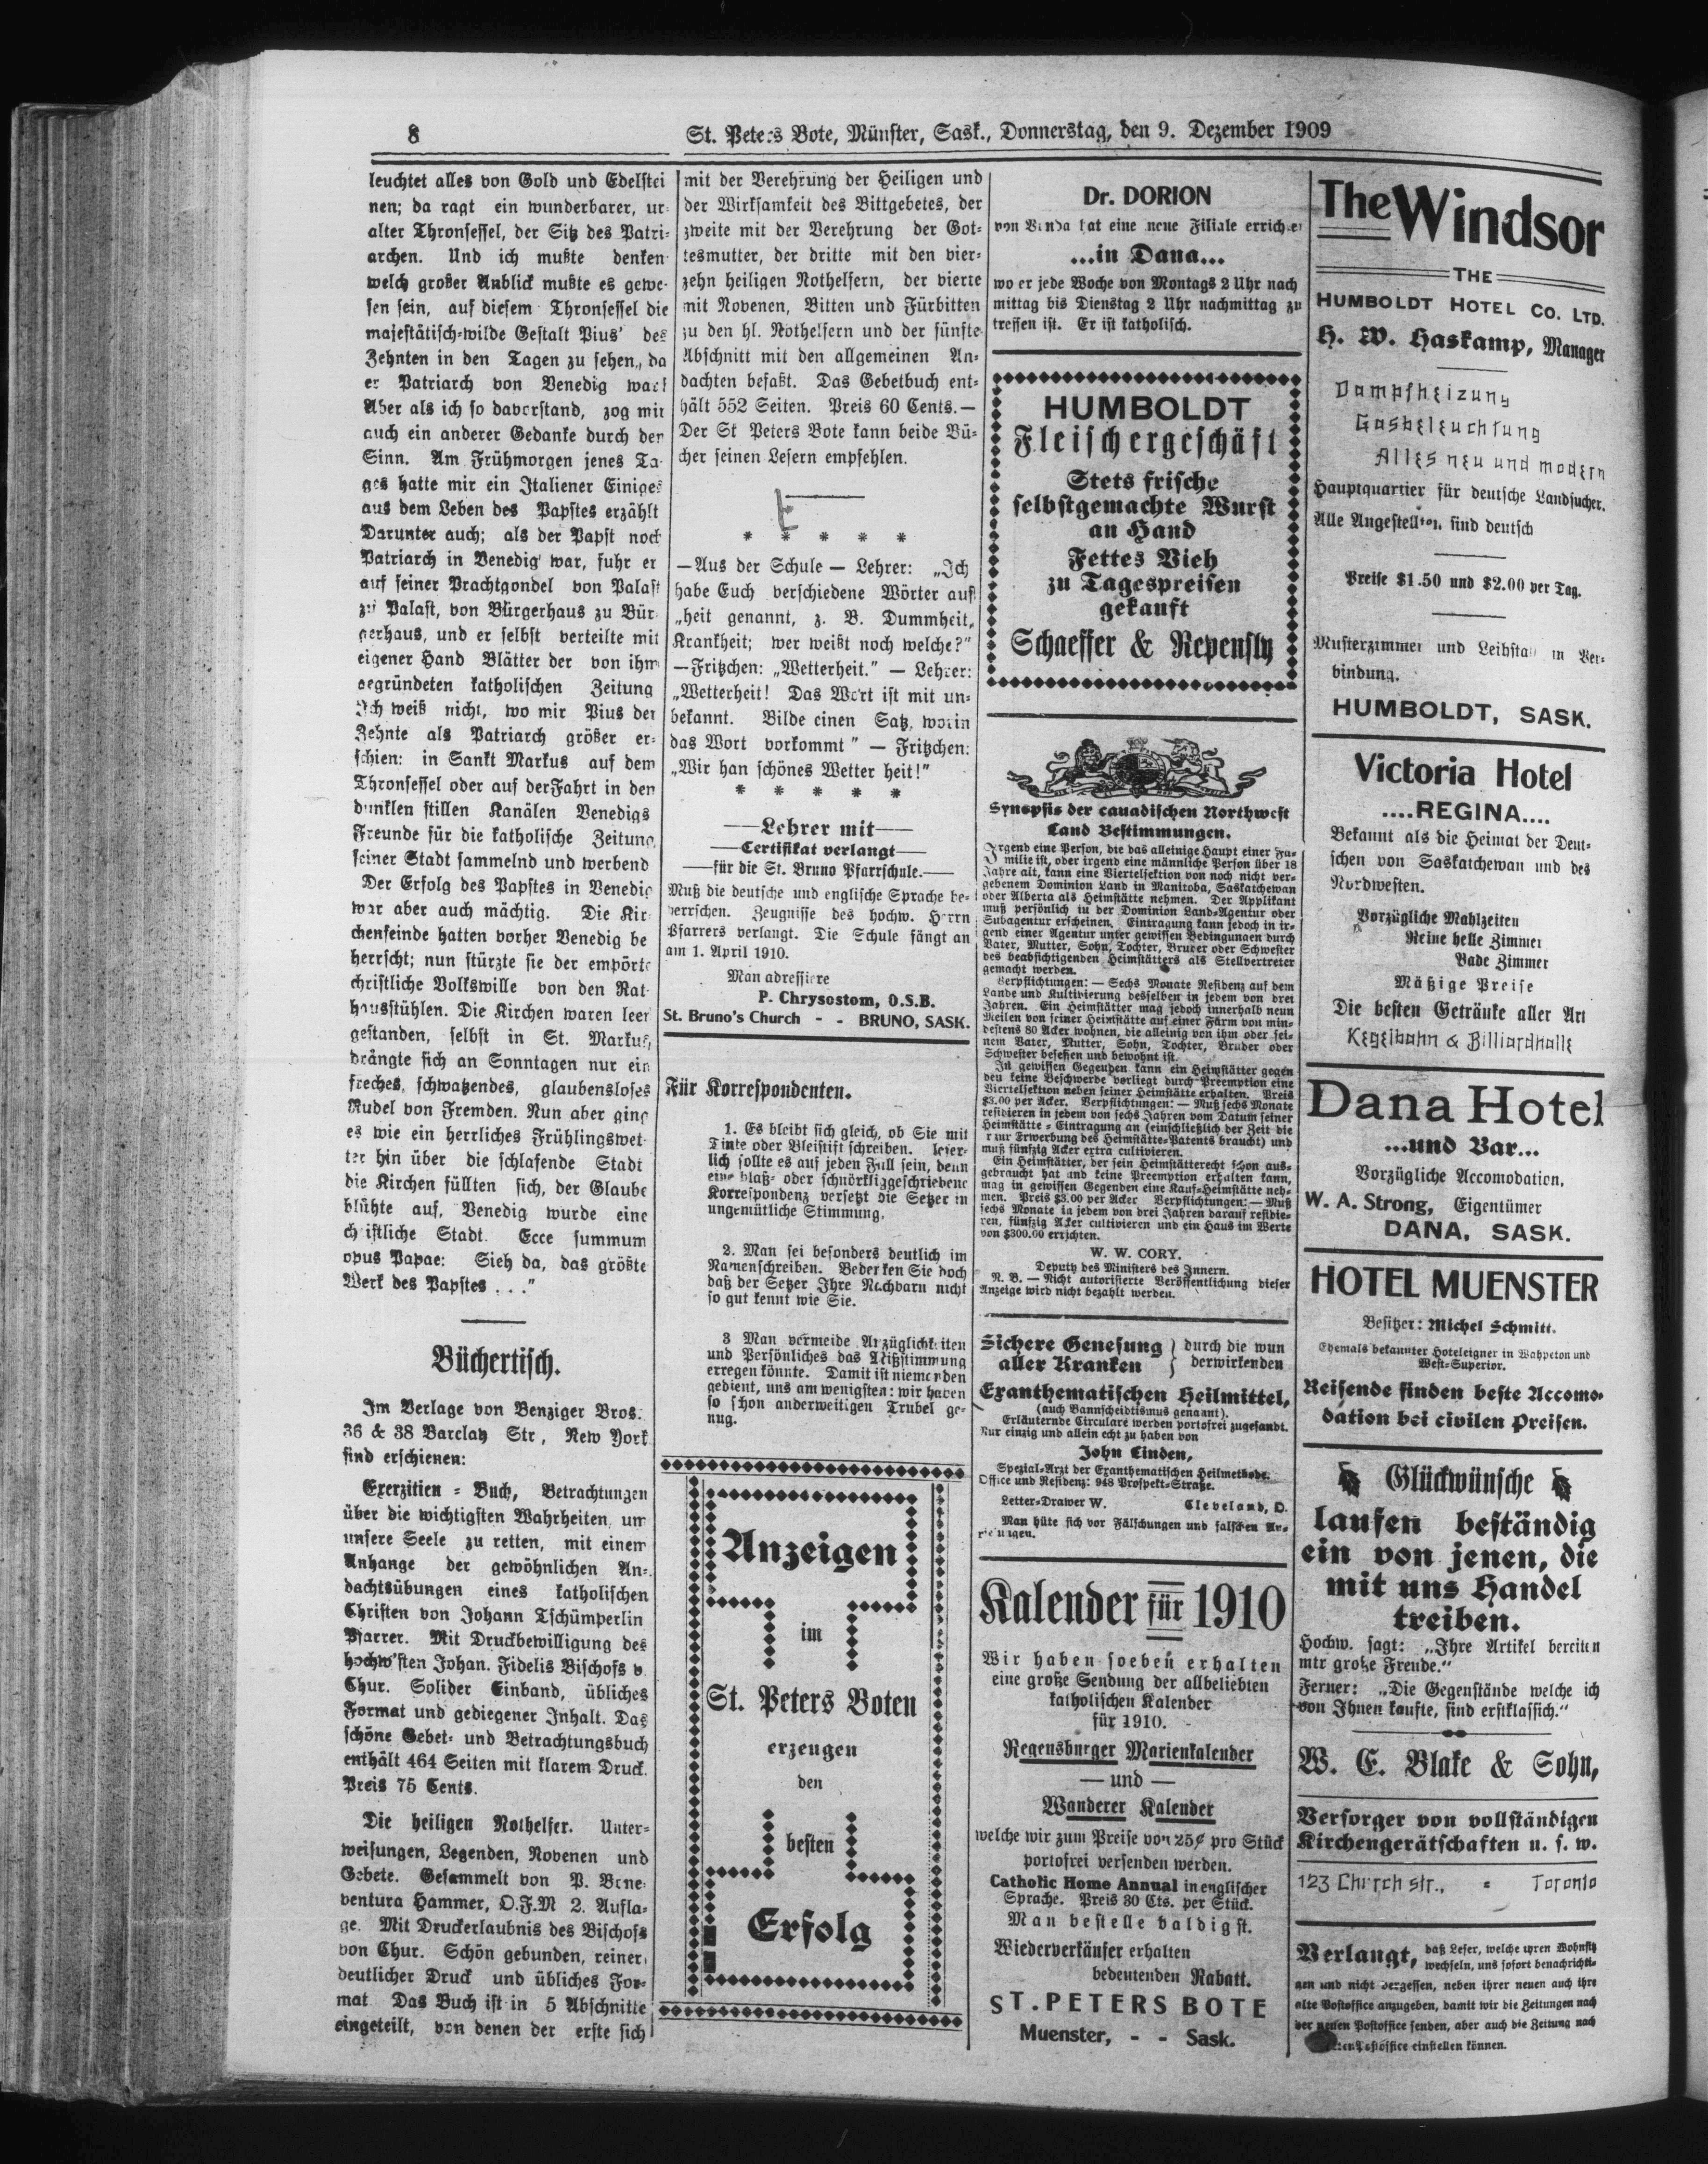 8
St. Peters Bote, Münster, Sask., Donnerstag, den 9. Dezember 1909
leuchtet alles von Gold und Edelstei
nen; da ragt ein wunderbarer, ur-
alter Thronsessel, der Sitz des Patri-
archen. Und ich mußte denken
welch großer Anblick mußte es gewe-
sen sein, auf diesem Thronsessel die
majestätisch-wilde Gestalt Pius' des
Zehnten in den Tagen zu sehen, da
er Patriarch von Venedig war!
Aber als ich so davorstand, zog mir
auch ein anderer Gedanke durch den
Sinn. Am Frühmorgen jenes Ta-
ges hatte mir ein Italiener Einiges
aus dem Leben des Papstes erzählt
Darunter auch; als der Papst noch
Patriarch in Venedig war, fuhr er
auf seiner Prachtgondel von Palast
zu Palast, von Bürgerhaus zu Bür-
gerhaus, und er selbst verteilte mit
eigener Hand Blätter der von ihm
gegründeten katholischen Zeitung
Ich weiß nicht, wo mir Pius der
Zehnte als Patriarch größer er-
schien: in Sankt Markus auf dem
Thronsessel oder auf derFahrt in den
dunklen stillen Kanälen Venedigs
Freunde für die katholische Zeitung
seiner Stadt sammelnd und werbend
Der Erfolg des Papstes in Venedig
war aber auch mächtig. Die Kir-
chenfeinde hatten vorher Venedig be
herrscht; nun stürzte sie der empörte
christliche Volkswille von den Rat-
hausstühlen. Die Kirchen waren leer
gestanden, selbst in St. Markus,
drängte sich an Sonntagen nur ein
freches, schwatzendes, glaubensloses
Rudel von Fremden. Nun aber ging
es wie ein herrliches Frühlingswet-
ter hin über die schlafende Stadt
die Kirchen füllten sich, der Glaube
blühte auf, Venedig wurde eine
christliche Stadt. Ecce summum
opus Papae: Sieh da, das größte
Werk des Papstes . . ."
Büchertisch.
Im Verlage von Benziger Bros.
36 & 38 Barclay Str, New York
sind erschienen:
Exerzitien - Buch, Betrachtungen
über die wichtigsten Wahrheiten, um
unsere Seele zu retten, mit einem
Anhange der gewöhnlichen An-
dachtsübungen eines katholischen
Christen von Johann Tschümperlin
Pfarrer. Mit Druckbewilligung des
hochw'sten Johan. Fidelis Bischofs v.
Chur. Solider Einband, übliches
Format und gediegener Inhalt. Das
schöne Gebet- und Betrachtungsbuch
enthält 464 Seiten mit klarem Druck.
Preis 75 Cents.
Die heiligen Nothelfer. Unter-
weisungen, Legenden, Novenen und
Gebete. Gesammelt von P. Bona-
ventura Hammer, O.F.M 2. Aufla-
ge. Mit Druckerlaubnis des Bischofs
von Chur. Schön gebunden, reiner,
deutlicher Druck und übliches For-
mat Das Buch ist in 5 Abschnitte
eingeteilt, von denen der erste sich
mit der Verehrung der Heiligen und
der Wirksamkeit des Bittgebetes, der
zweite mit der Verehrung der Got-
tesmutter, der dritte mit den vier-
zehn heiligen Nothelfern, der vierte
mit Novenen, Bitten und Fürbitten
zu den hl. Nothelfern und der fünfte
Abschnitt mit den allgemeinen An-
dachten befaßt. Das Gebetbuch ent-
hält 552 Seiten. Preis 60 Cents.—
Der St Peters Bote kann beide Bü-
cher seinen Lesern empfehlen.
* * * * *
—Aus der Schule — Lehrer: „Ich
habe Euch verschiedene Wörter auf
„heit genannt, z. B. Dummheit,
Krankheit; wer weißt noch welche?"
—Fritzchen: „Wetterheit." — Lehrer:
„Wetterheit! Das Wort ist mit un-
bekannt. Bilde einen Satz, worin
das Wort vorkommt" — Fritzchen:
„Wir han schönes Wetter heit!"
* * * * *
—Lehrer mit—
—Certifikat verlangt—
—für die St. Bruno Pfarrschule.—
Muß die deutsche und englische Sprache be-
herrschen. Zeugnisse des hochw. Herrn
Pfarrers verlangt. Die Schule fängt an
am 1. April 1910.
Man adressiere
P. Chrysostom, O.S.B.
St. Bruno's Church - - BRUNO, SASK.
Für Korrespondenten.
1. Es bleibt sich gleich, ob Sie mit
Tinte oder Bleistift schreiben. leser-
lich sollte es auf jeden Fall sein, denn
eine blaß- oder schnörkliggeschriebene
Korrespondenz versetzt die Setzer in
ungemütliche Stimmung.
2. Man sei besonders deutlich im
Namenschreiben. Bedenken Sie doch
daß der Setzer Ihre Nachbarn nicht
so gut kennt wie Sie.
3 Man vermeide Anzüglichkeiten
und Persönliches das Mißstimmung
erregen könnte. Damit ist niemanden
gedient, uns am wenigsten: wir haben
so schon anderweitigen Trubel ge-
nug.
Anzeigen
im
St. Peters Boten
erzeugen
den
besten
Erfolg
Dr. DORION
von Vonda hat eine neue Filiale errichtet
...in Dana...
wo er jede Woche von Montags 2 Uhr nach
mittag bis Dienstag 2 Uhr nachmittag zu
treffen ist. Er ist katholisch.
HUMBOLDT
Fleischergeschäft
Stets frische
selbstgemachte Wurst
an Hand
Fettes Vieh
zu Tagespreisen
gekauft
Schaeffer & Repensly
Synopsis der canadischen Northwest
Land Bestimmungen.
Irgend eine Person, die das alleinige Haupt einer Fa-
milie ist, oder irgend eine männliche Person über 18
Jahre alt, kann eine Viertelsektion von noch nicht ver-
gebenem Dominion Land in Manitoba, Saskatchewan
oder Alberta als Heimstätte nehmen. Der Applikant
muß persönlich in der Dominion Land-Agentur oder
Subagentur erscheinen. Eintragung kann jedoch in ir-
gend einer Agentur unter gewissen Bedingungen durch
Vater, Mutter, Sohn, Tochter, Bruder oder Schwester
des beabsichtigenden Heimstätters als Stellvertreter
gemacht werden.
Verpflichtungen: — Sechs Monate Residenz auf dem
Lande und Kultivierung desselben in jedem von drei
Jahren. Ein Heimstätter mag jedoch innerhalb neun
Meilen von seiner Heimstätte auf einer Farm von min-
destens 80 Acker wohnen, die alleinig von ihm oder sei-
nem Vater, Mutter, Sohn, Tochter, Bruder oder
Schwester besessen und bewohnt ist.
In gewissen Gegenden kann ein Heimstätter gegen
den keine Beschwerde vorliegt durch Preemption eine
Viertelsektion neben seiner Heimstätte erhalten. Preis
$3.00 per Acker. Verpflichtungen: — Muß sechs Monate
residieren in jedem von sechs Jahren vom Datum seiner
Heimstätte - Eintragung an (einschließlich der Zeit die
er zur Erwerbung des Heimstätte-Patents braucht) und
muß fünfzig Acker extra cultivieren.
Ein Heimstätter, der sein Heimstätterecht schon aus-
gebraucht hat und keine Preemption erhalten kann,
mag in gewissen Gegenden eine Kauf-Heimstätte neh-
men. Preis $3.00 per Acker Verpflichtungen: — Muß
sechs Monate in jedem von drei Jahren darauf residie-
ren, fünfzig Acker cultivieren und ein Haus im Werte
von $300.00 errichten.
W. W. CORY.
Deputy des Ministers des Innern.
N. B. — Nicht autorisierte Veröffentlichung dieser
Anzeige wird nicht bezahlt werden.
Sichere Genesung } durch die wun
aller Kranken } derwirkenden
Exanthematischen Heilmittel,
(auch Baunscheidtismus genannt).
Erläuternde Circulare werden portofrei zugesandt.
Nur einzig und allein echt zu haben von
John Linden,
Spezial-Arzt der Exanthematischen Heilmethode.
Office und Residenz: 948 Prospekt-Straße.
Letter-Drawer W. Cleveland, O.
Man hüte sich vor Fälschungen und falschen An-
preisungen.
Kalender für 1910
Wir haben soeben erhalten
eine große Sendung der allbeliebten
katholischen Kalender
für 1910.
Regensburger Marienkalender
— und —
Wanderer Kalender
welche wir zum Preise von 25¢ pro Stück
portofrei versenden werden.
Catholic Home Annual in englischer
Sprache. Preis 30 Cts. per Stück.
Man bestelle baldigst.
Wiederverkäufer erhalten
bedeutenden Rabatt.
ST. PETERS BOTE
Muenster, - - Sask.
The Windsor
THE
HUMBOLDT HOTEL CO. LTD.
H. W. Haskamp, Manager
Dampfheizung
Gasbeleuchtung
Alles neu und modern
Hauptquartier für deutsche Landsucher.
Alle Angestellten sind deutsch
Preise $1.50 und $2.00 per Tag.
Musterzimmer und Leihstall in Ver-
bindung.
HUMBOLDT, SASK.
Victoria Hotel
....REGINA....
Bekannt als die Heimat der Deut-
schen von Saskatchewan und des
Nordwesten.
Vorzügliche Mahlzeiten
Reine helle Zimmer
Bade Zimmer
Mäßige Preise
Die besten Getränke aller Art
Kegelbahn & Billiardhalle
Dana Hotel
...und Bar...
Vorzügliche Accomodation.
W. A. Strong, Eigentümer
DANA, SASK.
HOTEL MUENSTER
Besitzer: Michel Schmitt.
Ehemals bekannter Hoteleigner in Wahpeton und
West-Superior.
Reisende finden beste Accomo-
dation bei civilen Preisen.
Glückwünsche
laufen beständig
ein von jenen, die
mit uns Handel
treiben.
Hochw. sagt: „Ihre Artikel bereiten
mir große Freude."
Ferner: „Die Gegenstände welche ich
von Ihnen kaufte, sind erstklassich."
W. E. Blake & Sohn,
Versorger von vollständigen
Kirchengerätschaften u. s. w.
123 Church str., - Toronto
Verlangt, daß Leser, welche ihren Wohnsitz
wechseln, uns sofort benachrichti-
gen und nicht vergessen, neben ihrer neuen auch ihre
alte Postoffice anzugeben, damit wir die Zeitungen nach
der neuen Postoffice senden, aber auch die Zeitung nach
Postoffice einstellen können.